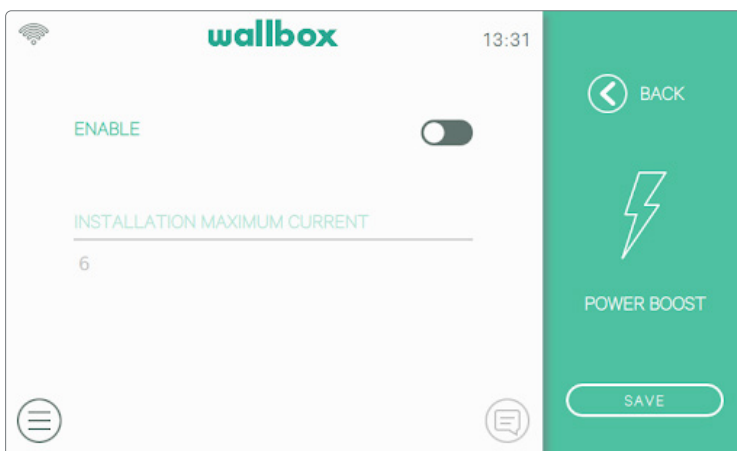 wallbox
13:31
BACK
ENABLE
INSTALLATION MAXIMUM CURRENT
6
POWER BOOST
SAVE